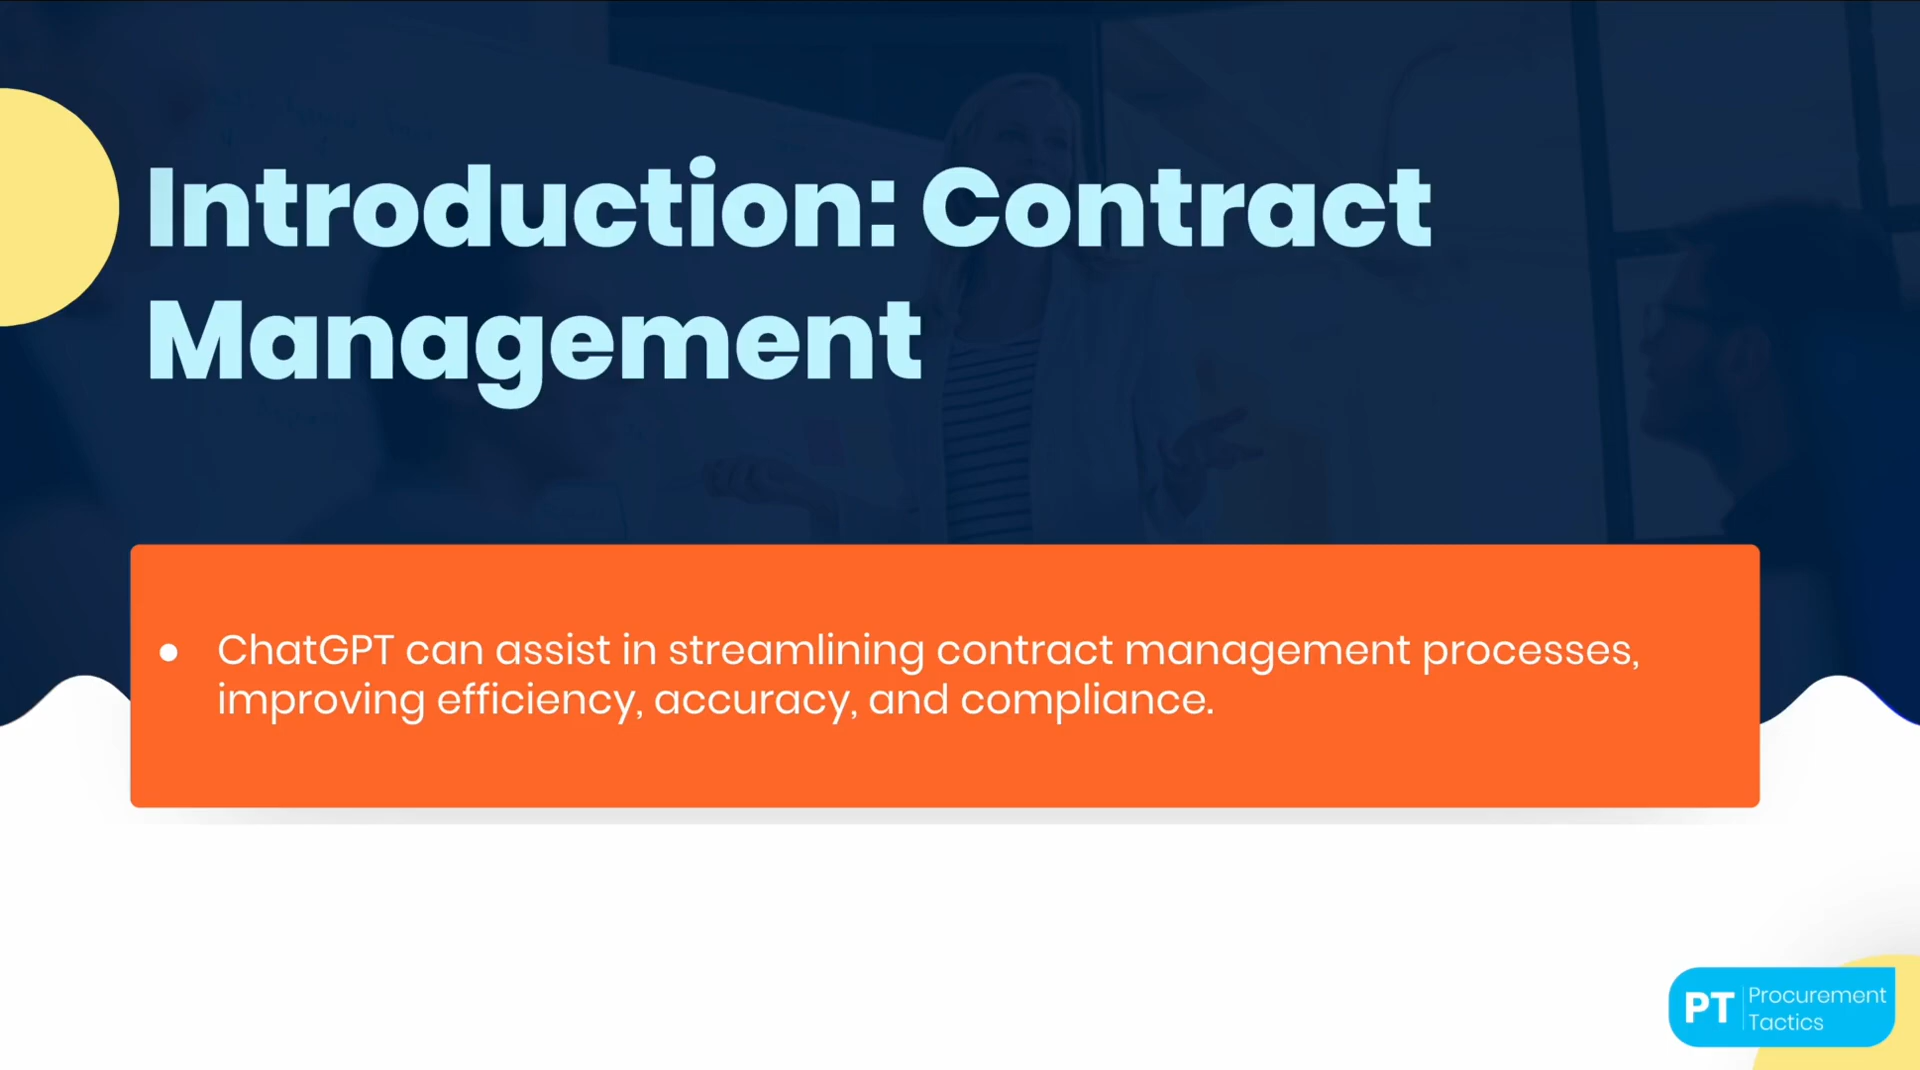 Introduction: Contract
Management
• ChatGPT can assist in streamlining contract management processes,
improving efficiency, accuracy, and compliance.
PT Procurement
Tactics